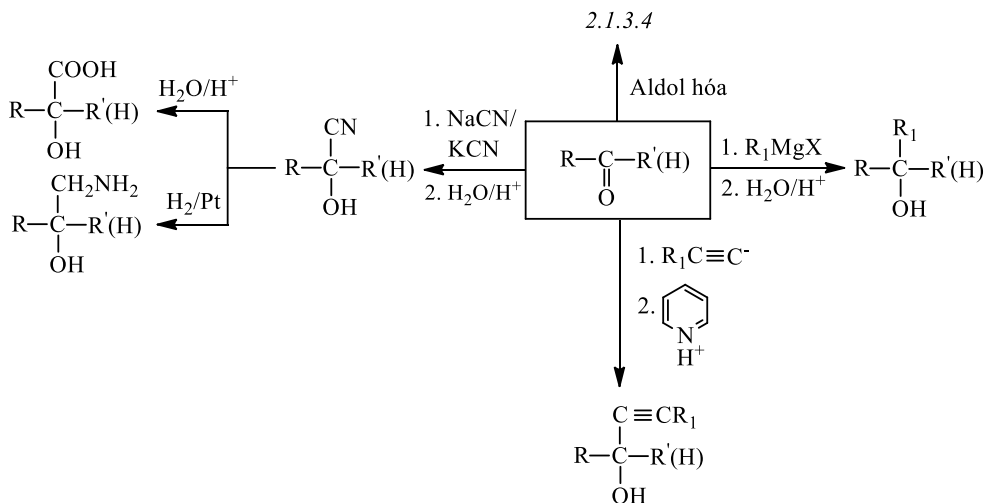 2.1.3.4
Aldol hóa
COOH
R-C-R'(H)
OH
H₂O/H⁺
CH₂NH₂
R-C-R'(H)
OH
H₂/Pt
CN
R-C-R'(H)
OH
1. NaCN/
KCN
2. H₂O/H⁺
R-C-R'(H)
O
1. R₁MgX
2. H₂O/H⁺
R₁
R-C-R'(H)
OH
1. R₁C≡C⁻
2.
N
H⁺
C≡CR₁
R-C-R'(H)
OH